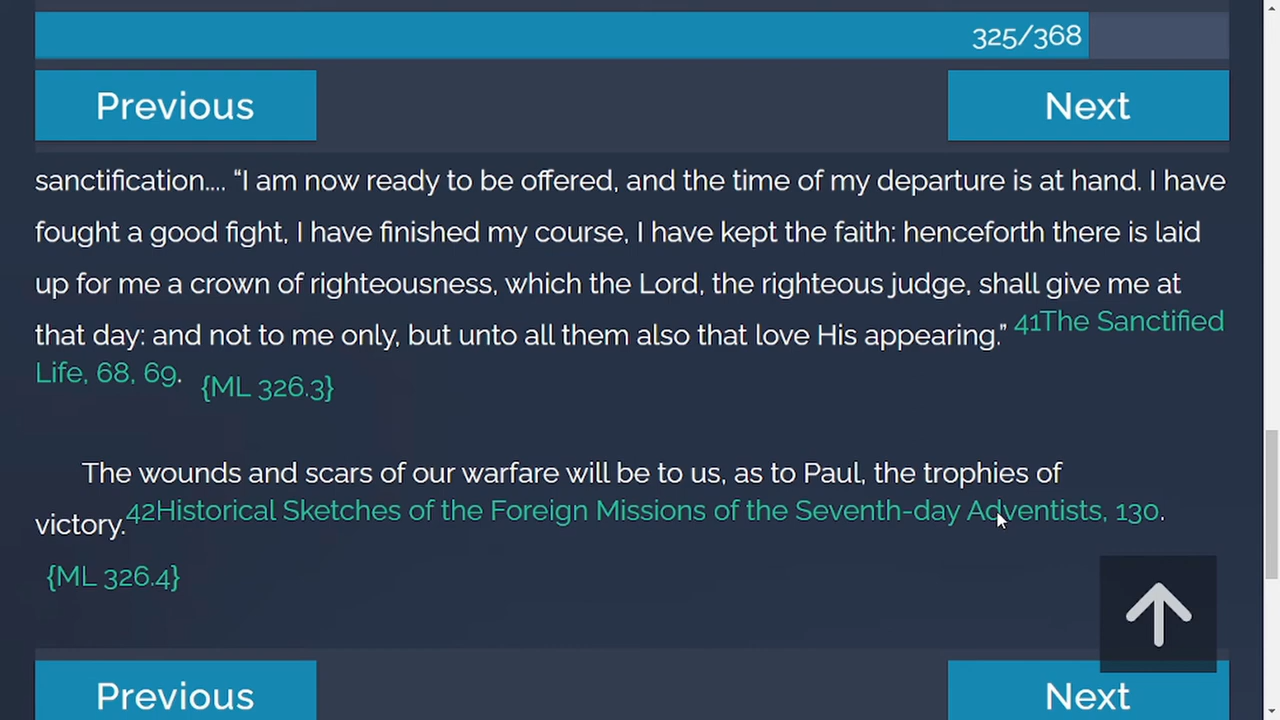 325/368
Previous
Next
sanctification.... “I am now ready to be offered, and the time of my departure is at hand. I have
fought a good fight, I have finished my course, I have kept the faith: henceforth there is laid
up for me a crown of righteousness, which the Lord, the righteous judge, shall give me at
that day: and not to me only, but unto all them also that love His appearing.” 41The Sanctified
Life, 68, 69. {ML 326.3}
The wounds and scars of our warfare will be to us, as to Paul, the trophies of
victory.42Historical Sketches of the Foreign Missions of the Seventh-day Adventists, 130.
{ML 326.4}
Previous
Next